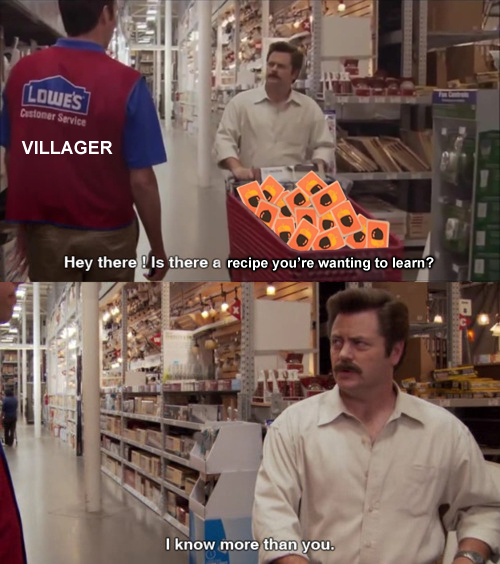 LOWE'S
Customer Service
VILLAGER
Hey there ! Is there a recipe you're wanting to learn?
I know more than you.